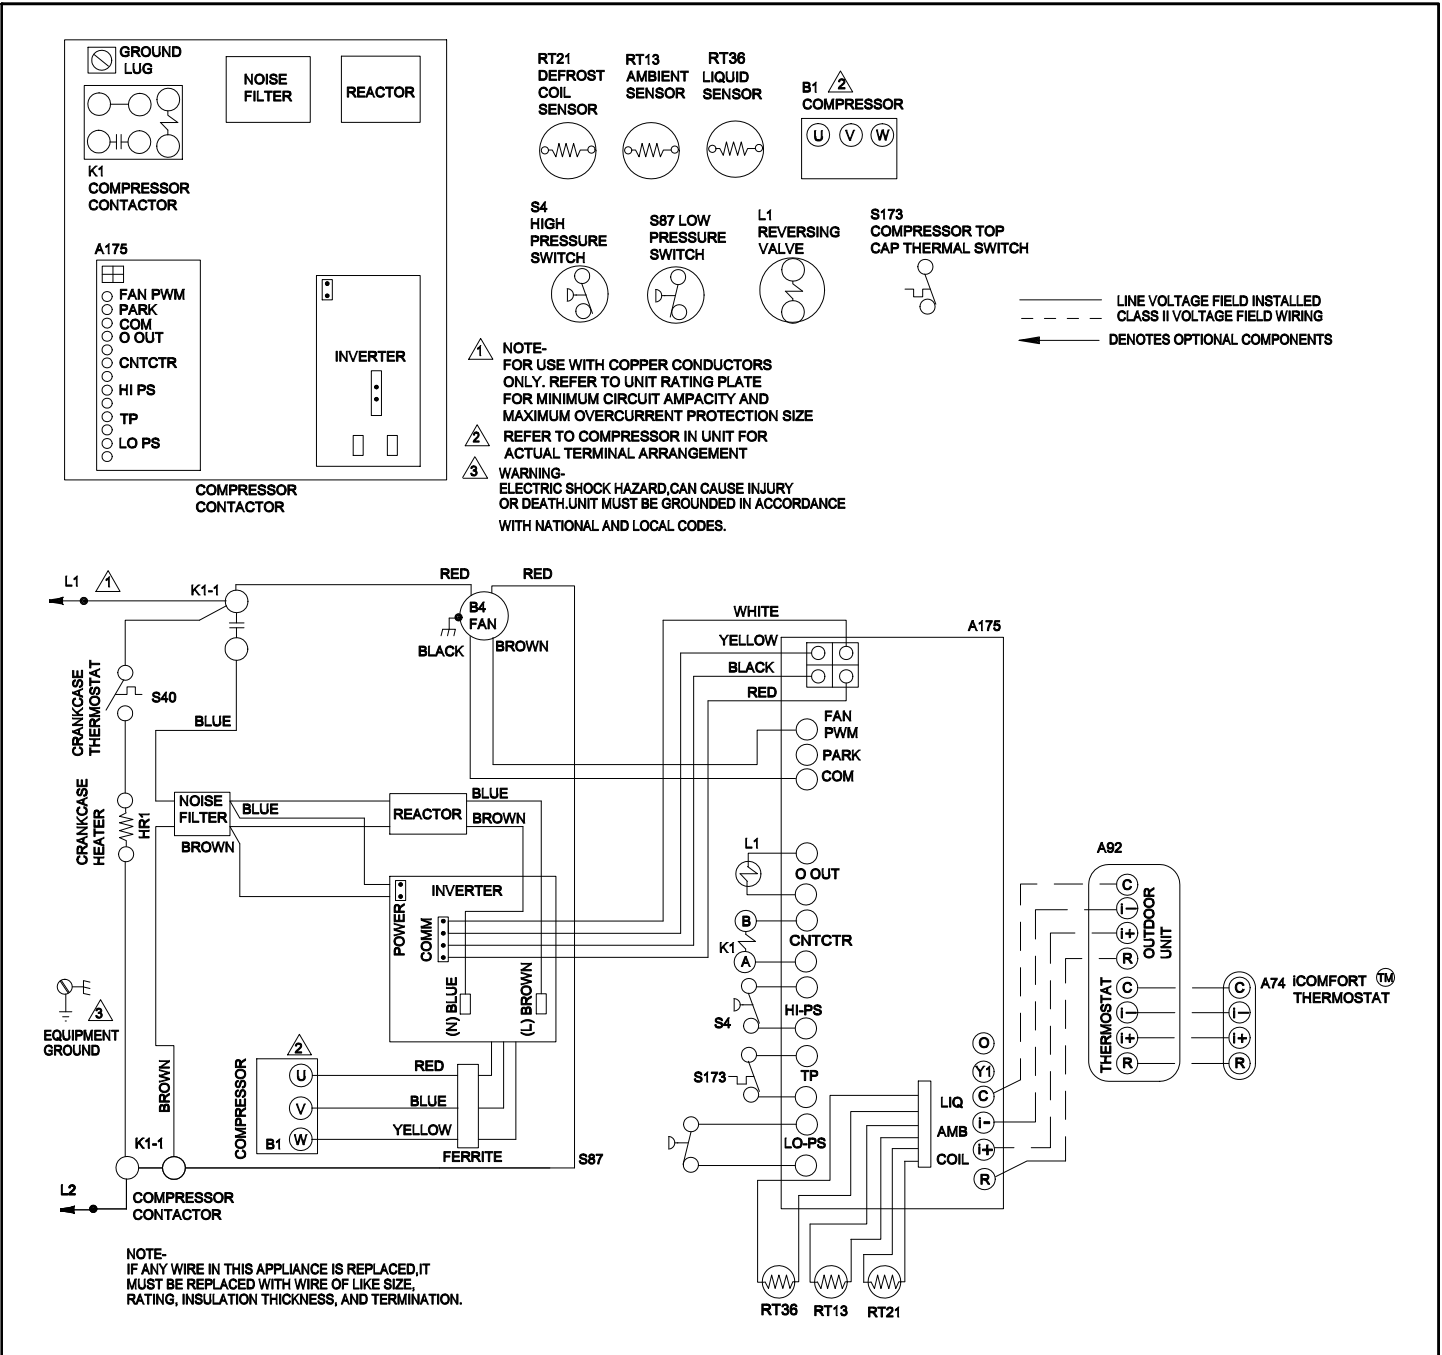 GROUND
LUG
NOISE
FILTER
REACTOR
K1
COMPRESSOR
CONTACTOR
A175
FAN PWM
PARK
COM
O OUT
CNTCTR
HI PS
TP
LO PS
INVERTER
COMPRESSOR
CONTACTOR
RT21
DEFROST
COIL
SENSOR
RT13
AMBIENT
SENSOR
RT36
LIQUID
SENSOR
B1 2
COMPRESSOR
U V W
S4
HIGH
PRESSURE
SWITCH
S87 LOW
PRESSURE
SWITCH
L1
REVERSING
VALVE
S173
COMPRESSOR TOP
CAP THERMAL SWITCH
LINE VOLTAGE FIELD INSTALLED
CLASS II VOLTAGE FIELD WIRING
DENOTES OPTIONAL COMPONENTS
1 NOTE-
FOR USE WITH COPPER CONDUCTORS
ONLY. REFER TO UNIT RATING PLATE
FOR MINIMUM CIRCUIT AMPACITY AND
MAXIMUM OVERCURRENT PROTECTION SIZE
2 REFER TO COMPRESSOR IN UNIT FOR
ACTUAL TERMINAL ARRANGEMENT
3 WARNING-
ELECTRIC SHOCK HAZARD,CAN CAUSE INJURY
OR DEATH.UNIT MUST BE GROUNDED IN ACCORDANCE
WITH NATIONAL AND LOCAL CODES.
L1 1
K1-1
RED
RED
B4
FAN
BLACK
BROWN
CRANKCASE
THERMOSTAT
S40
BLUE
CRANKCASE
HEATER
HR1
NOISE
FILTER
BLUE
BROWN
REACTOR
BLUE
BROWN
INVERTER
POWER
COMM
(N) BLUE
(L) BROWN
3
EQUIPMENT
GROUND
BROWN
COMPRESSOR
2
U
V
B1 W
RED
BLUE
YELLOW
FERRITE
S87
K1-1
L2
COMPRESSOR
CONTACTOR
NOTE-
IF ANY WIRE IN THIS APPLIANCE IS REPLACED,IT
MUST BE REPLACED WITH WIRE OF LIKE SIZE,
RATING, INSULATION THICKNESS, AND TERMINATION.
WHITE
YELLOW
BLACK
RED
A175
FAN
PWM
PARK
COM
L1
O OUT
B
CNTCTR
K1
A
HI-PS
S4
S173
TP
LO-PS
LIQ
AMB
COIL
O
Y1
C
i-
i+
R
RT36
RT13
RT21
A92
C
i-
i+
R
OUTDOOR
UNIT
THERMOSTAT
C
i-
i+
R
C
i-
i+
R
A74 iCOMFORT TM
THERMOSTAT